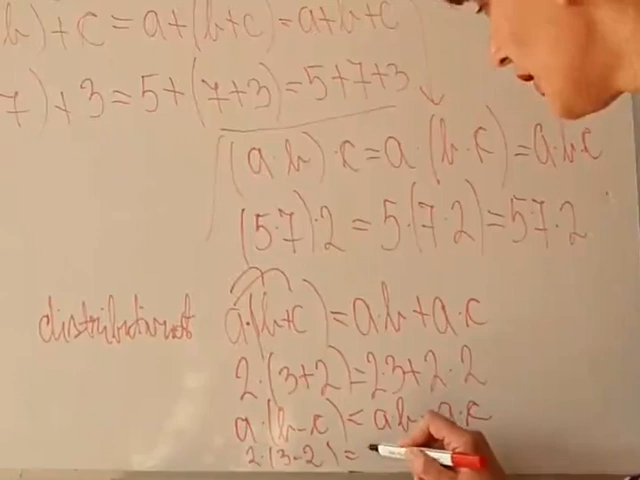 b)+c=a+(b+c)=a+b+c
7)+3=5+(7+3)=5+7+3
(a·b)·c=a·(b·c)=a·b·c
(5·7)·2=5·(7·2)=5·7·2
distributivnost a·(b+c)=a·b+a·c
2·(3+2)=2·3+2·2
a·(b-c)=a·b-a·c
2·(3-2)=